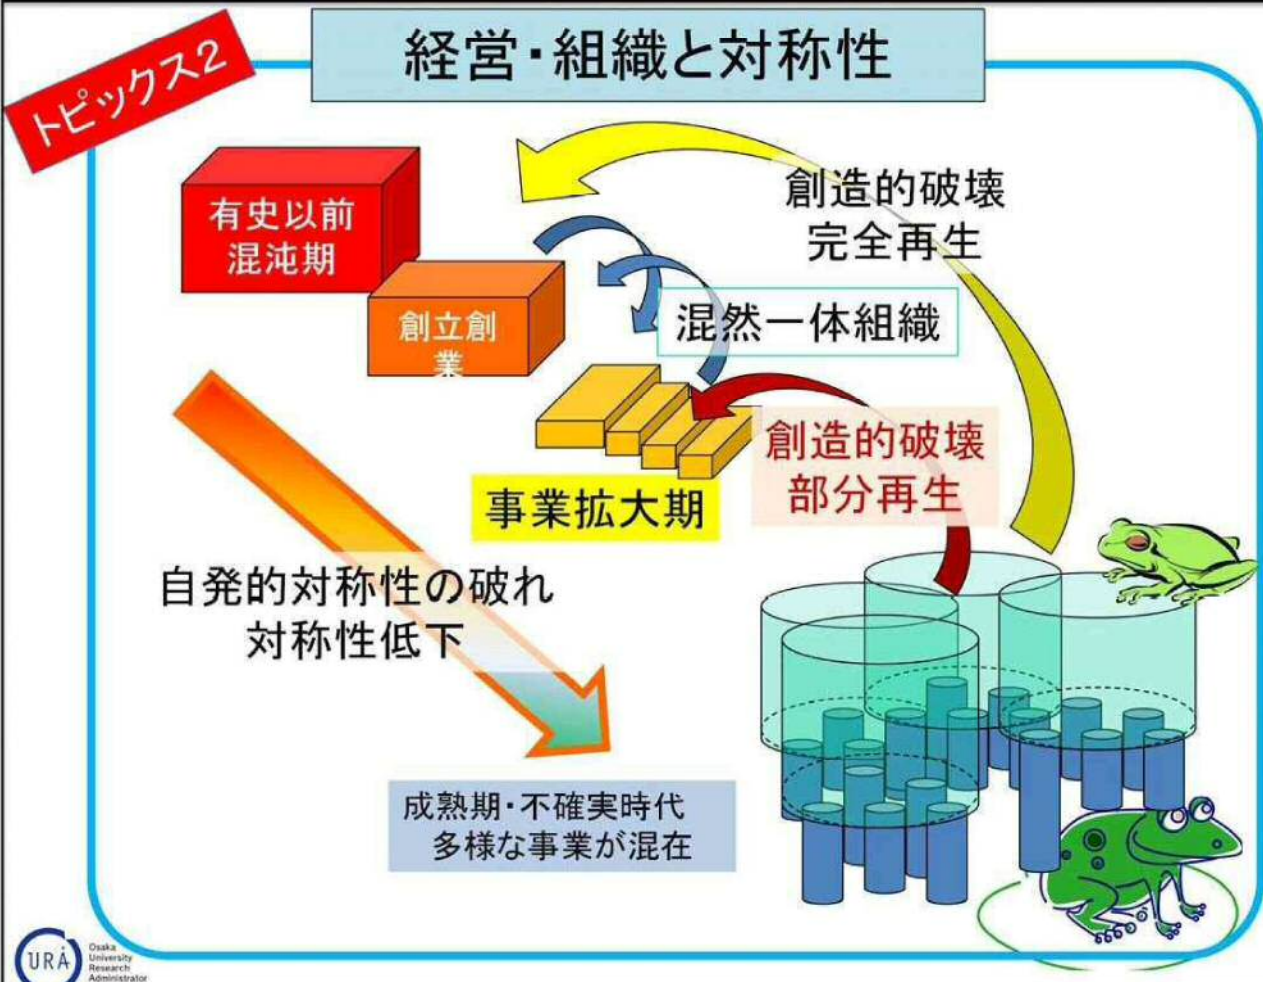 トピックス2
経営・組織と対称性
有史以前
混沌期
創造的破壊
完全再生
創立創
業
混然一体組織
創造的破壊
部分再生
事業拡大期
自発的対称性の破れ
対称性低下
成熟期・不確実時代
多様な事業が混在
URA
Osaka
University
Research
Administrator